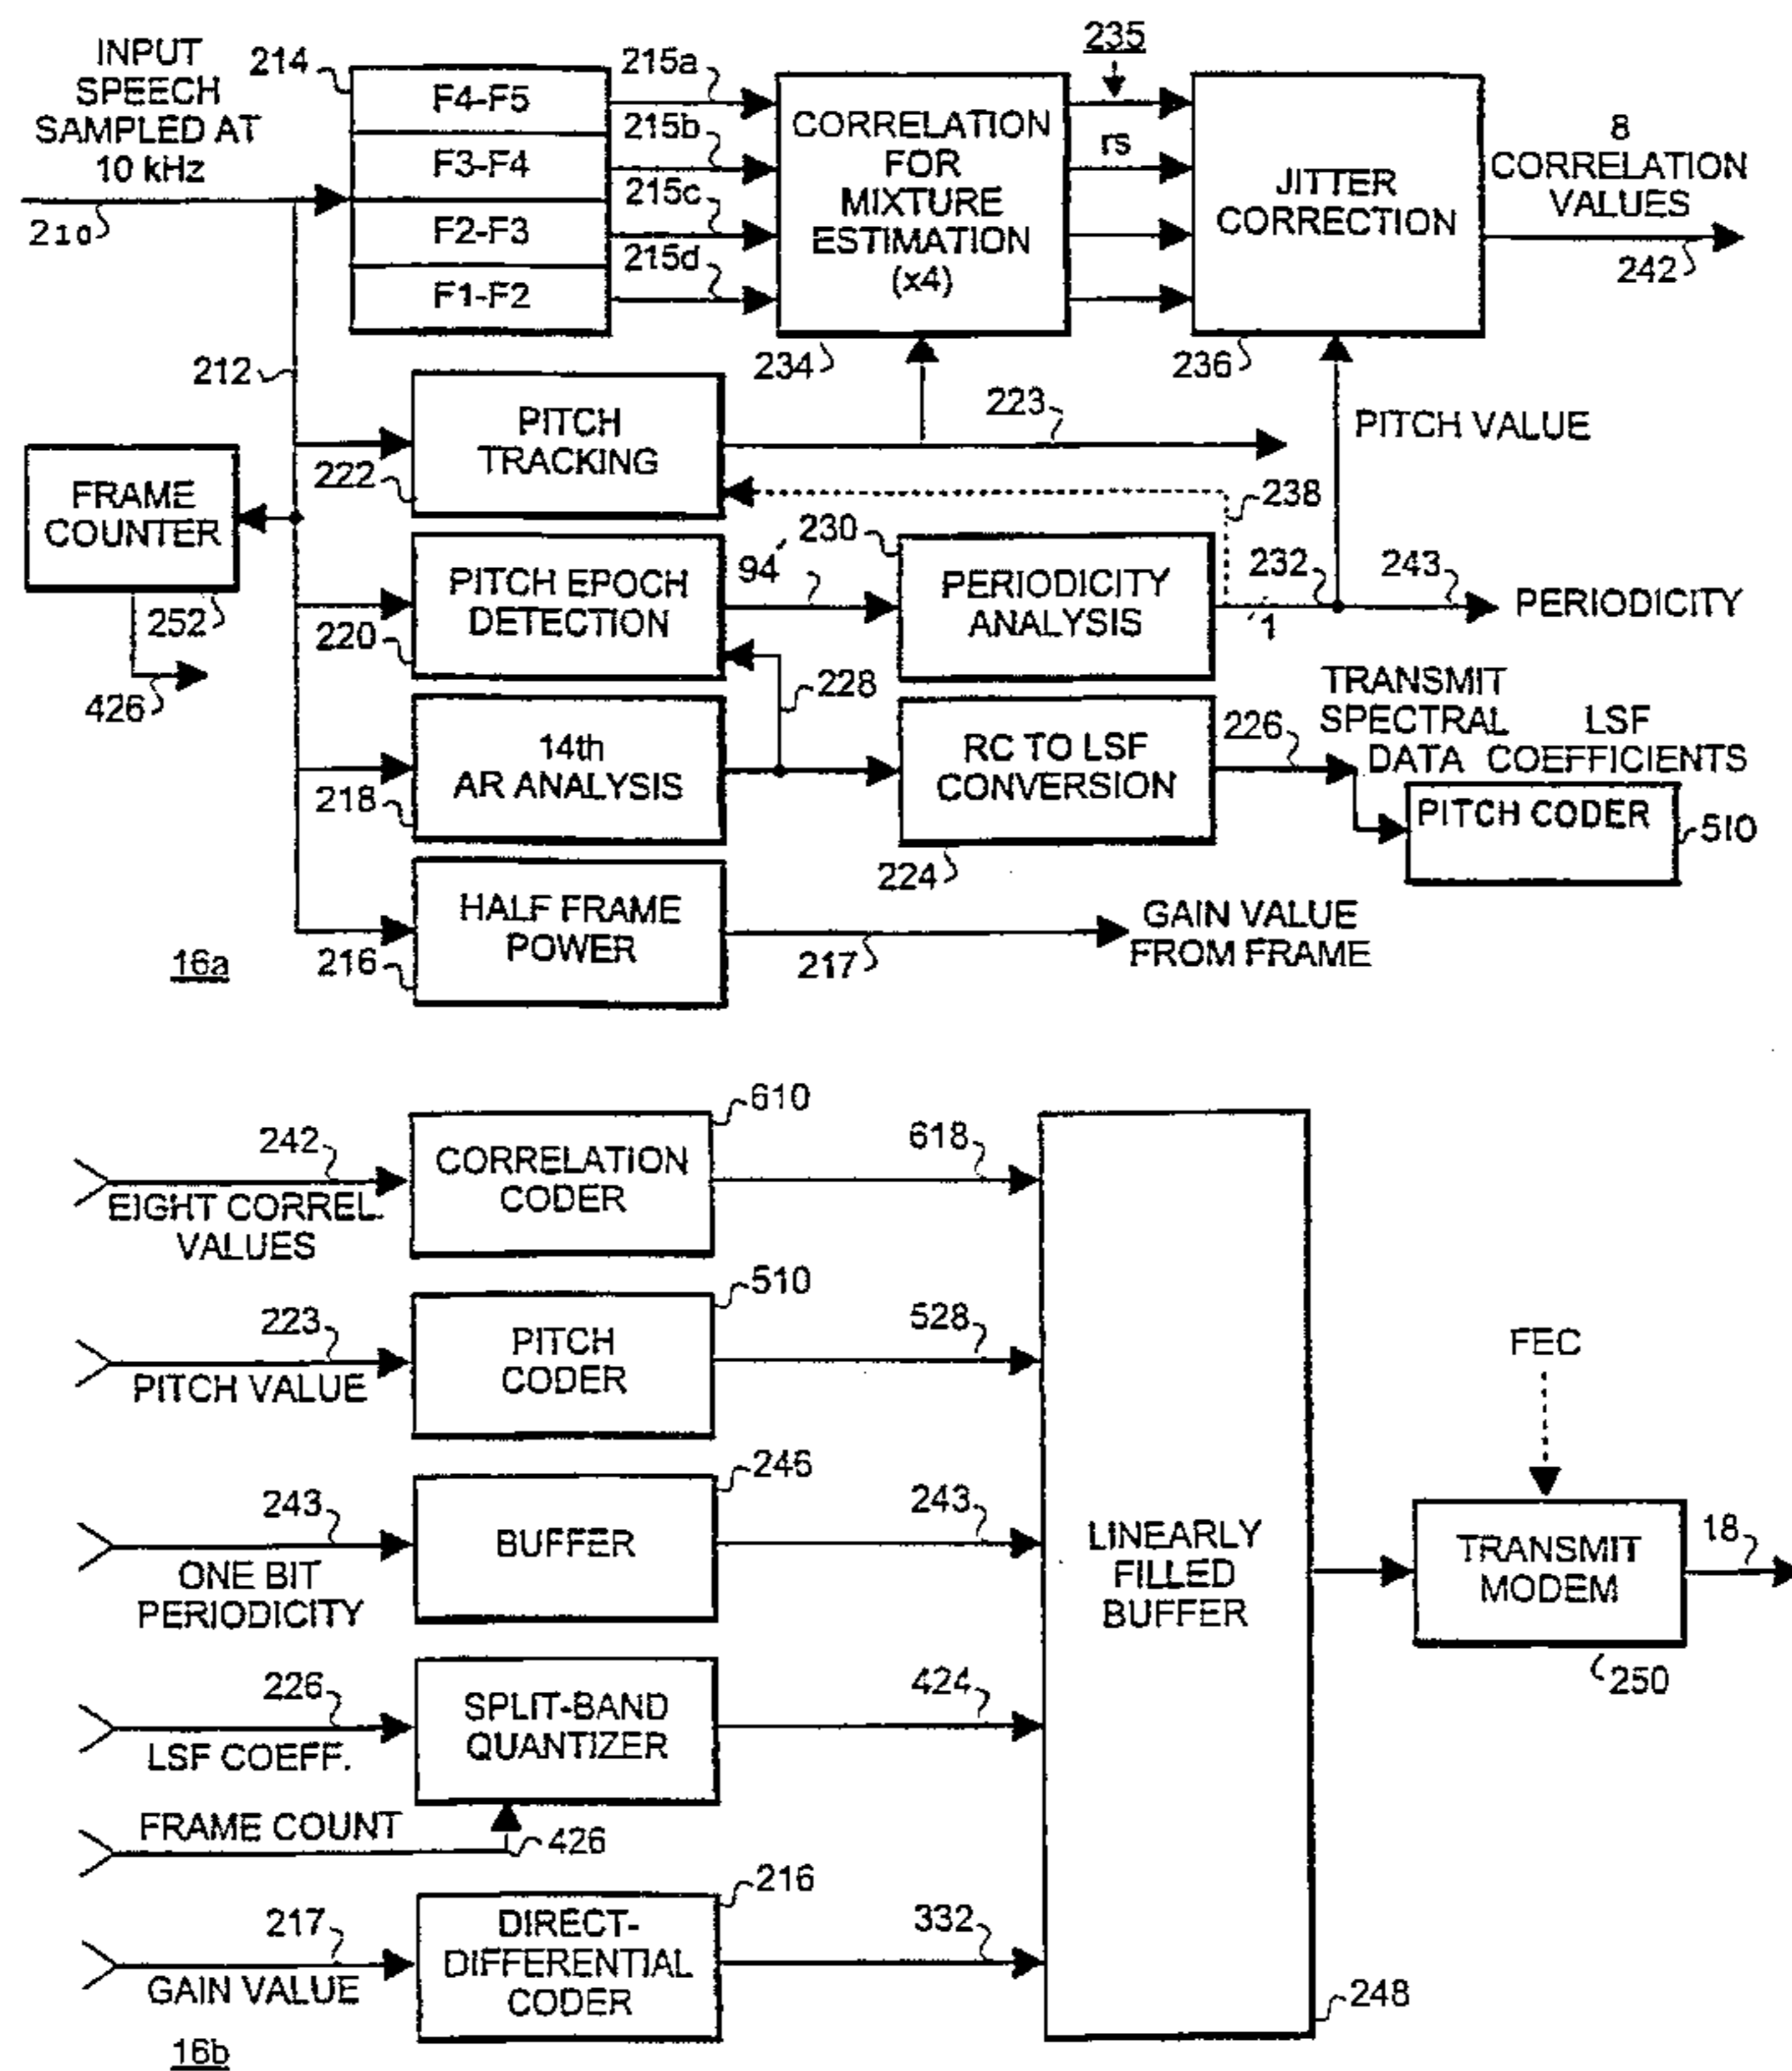 INPUT
SPEECH
SAMPLED AT
10 kHz
210
214
F4-F5
F3-F4
F2-F3
F1-F2
215a
215b
215c
215d
CORRELATION
FOR
MIXTURE
ESTIMATION
(x4)
234
235
rs
JITTER
CORRECTION
236
8
CORRELATION
VALUES
242
212
PITCH
TRACKING
222
223
PITCH VALUE
238
FRAME
COUNTER
252
426
PITCH EPOCH
DETECTION
220
94'
230
PERIODICITY
ANALYSIS
1
232
243
PERIODICITY
228
14th
AR ANALYSIS
218
RC TO LSF
CONVERSION
224
226
TRANSMIT
SPECTRAL LSF
DATA COEFFICIENTS
PITCH CODER
510
HALF FRAME
POWER
216
217
GAIN VALUE
FROM FRAME
16a
242
EIGHT CORREL.
VALUES
CORRELATION
CODER
610
618
223
PITCH VALUE
PITCH
CODER
510
528
243
ONE BIT
PERIODICITY
BUFFER
246
243
226
LSF COEFF.
SPLIT-BAND
QUANTIZER
424
FRAME COUNT
426
217
GAIN VALUE
DIRECT-
DIFFERENTIAL
CODER
216
332
LINEARLY
FILLED
BUFFER
248
FEC
TRANSMIT
MODEM
250
18
16b